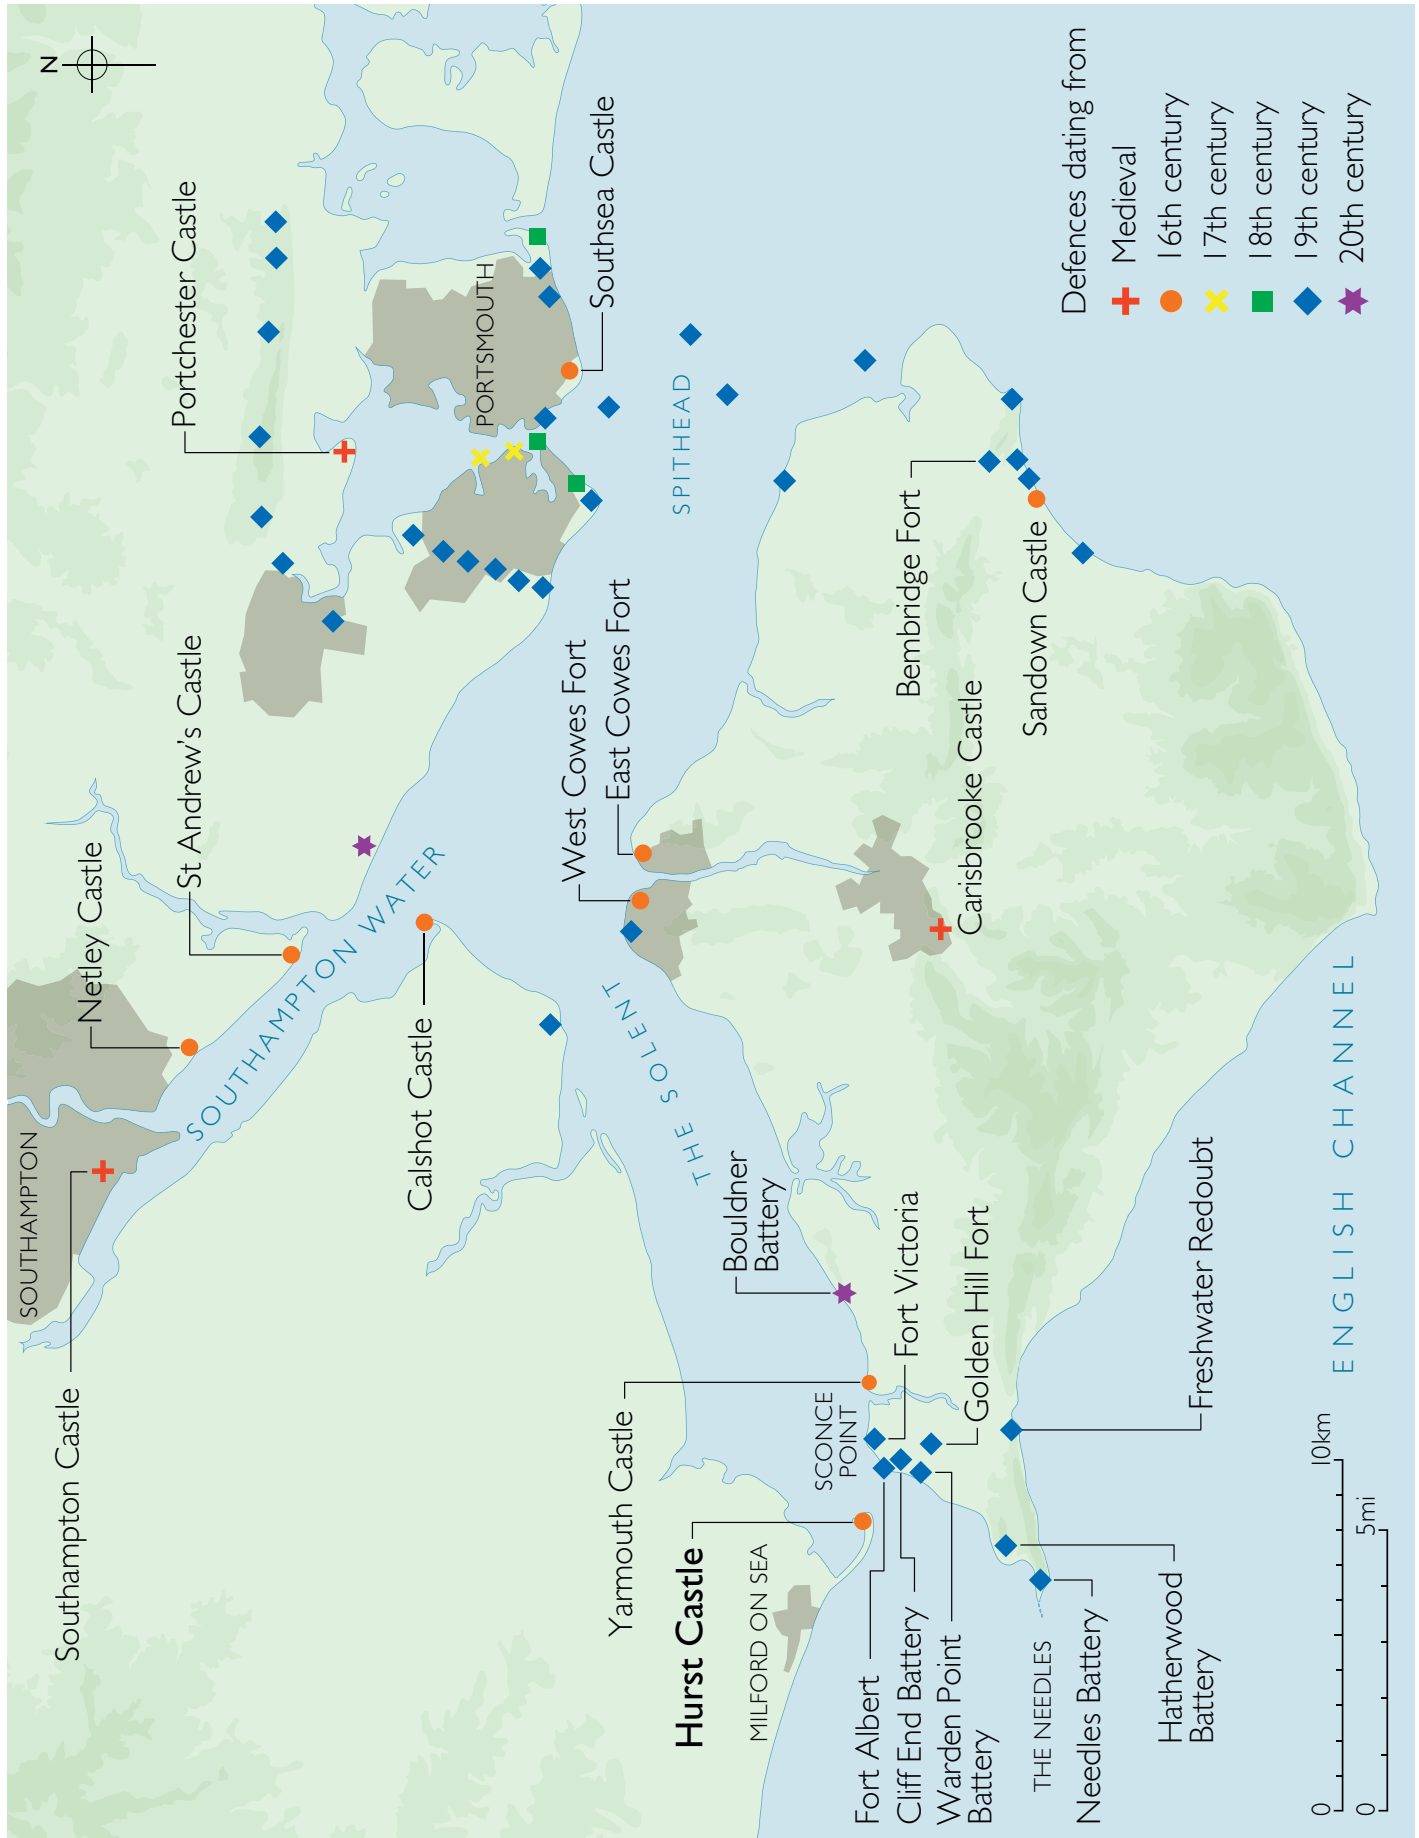 N
Southampton Castle
SOUTHAMPTON
Netley Castle
St Andrew's Castle
Portchester Castle
SOUTHAMPTON WATER
Calshot Castle
PORTSMOUTH
Southsea Castle
West Cowes Fort
East Cowes Fort
SPITHEAD
THE SOLENT
Yarmouth Castle
Hurst Castle
MILFORD ON SEA
SCONCE
POINT
Bouldner
Battery
Fort Victoria
Golden Hill Fort
Carisbrooke Castle
Bembridge Fort
Sandown Castle
Fort Albert
Cliff End Battery
Warden Point
Battery
THE NEEDLES
Needles Battery
Hatherwood
Battery
Freshwater Redoubt
ENGLISH CHANNEL
Defences dating from
Medieval
16th century
17th century
18th century
19th century
20th century
0
10km
0
5mi